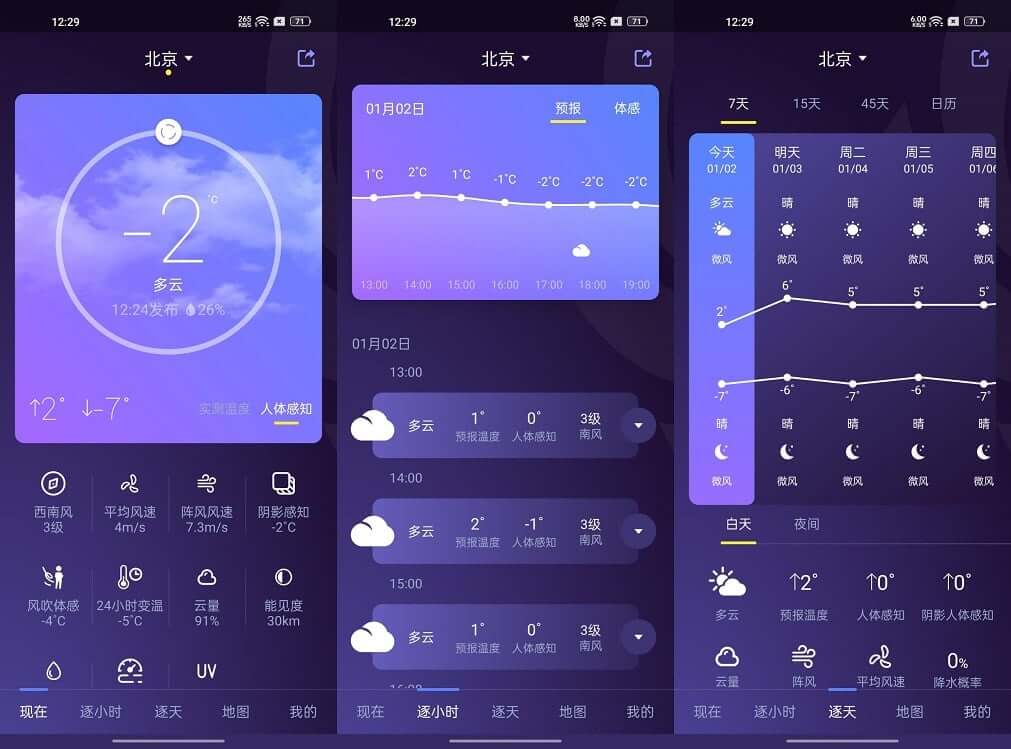 12:29
265
KB/S
71
北京
-2
°C
多云
12:24发布 26%
↑2° ↓-7°
实测温度 人体感知
西南风
3级
平均风速
4m/s
阵风风速
7.3m/s
阴影感知
-2°C
风吹体感
-4°C
24小时变温
-5°C
云量
91%
能见度
30km
UV
现在 逐小时 逐天 地图 我的
12:29
8.00
KB/S
71
北京
01月02日 预报 体感
1°C 2°C 1°C -1°C -2°C -2°C -2°C
13:00 14:00 15:00 16:00 17:00 18:00 19:00
01月02日
13:00
多云
1°
预报温度
0°
人体感知
3级
南风
14:00
多云
2°
预报温度
-1°
人体感知
3级
南风
15:00
多云
1°
预报温度
0°
人体感知
3级
南风
16:00
现在 逐小时 逐天 地图 我的
12:29
6.00
KB/S
71
北京
7天 15天 45天 日历
今天 明天 周二 周三 周四
01/02 01/03 01/04 01/05 01/06
多云 晴 晴 晴 晴
微风 微风 微风 微风 微风
2° 6° 5° 5° 5°
-7° -6° -7° -6° -7°
晴 晴 晴 晴 晴
微风 微风 微风 微风 微风
白天 夜间
多云
↑2°
预报温度
↑0°
人体感知
↑0°
阴影人体感知
云量
阵风
平均风速
0%
降水概率
现在 逐小时 逐天 地图 我的